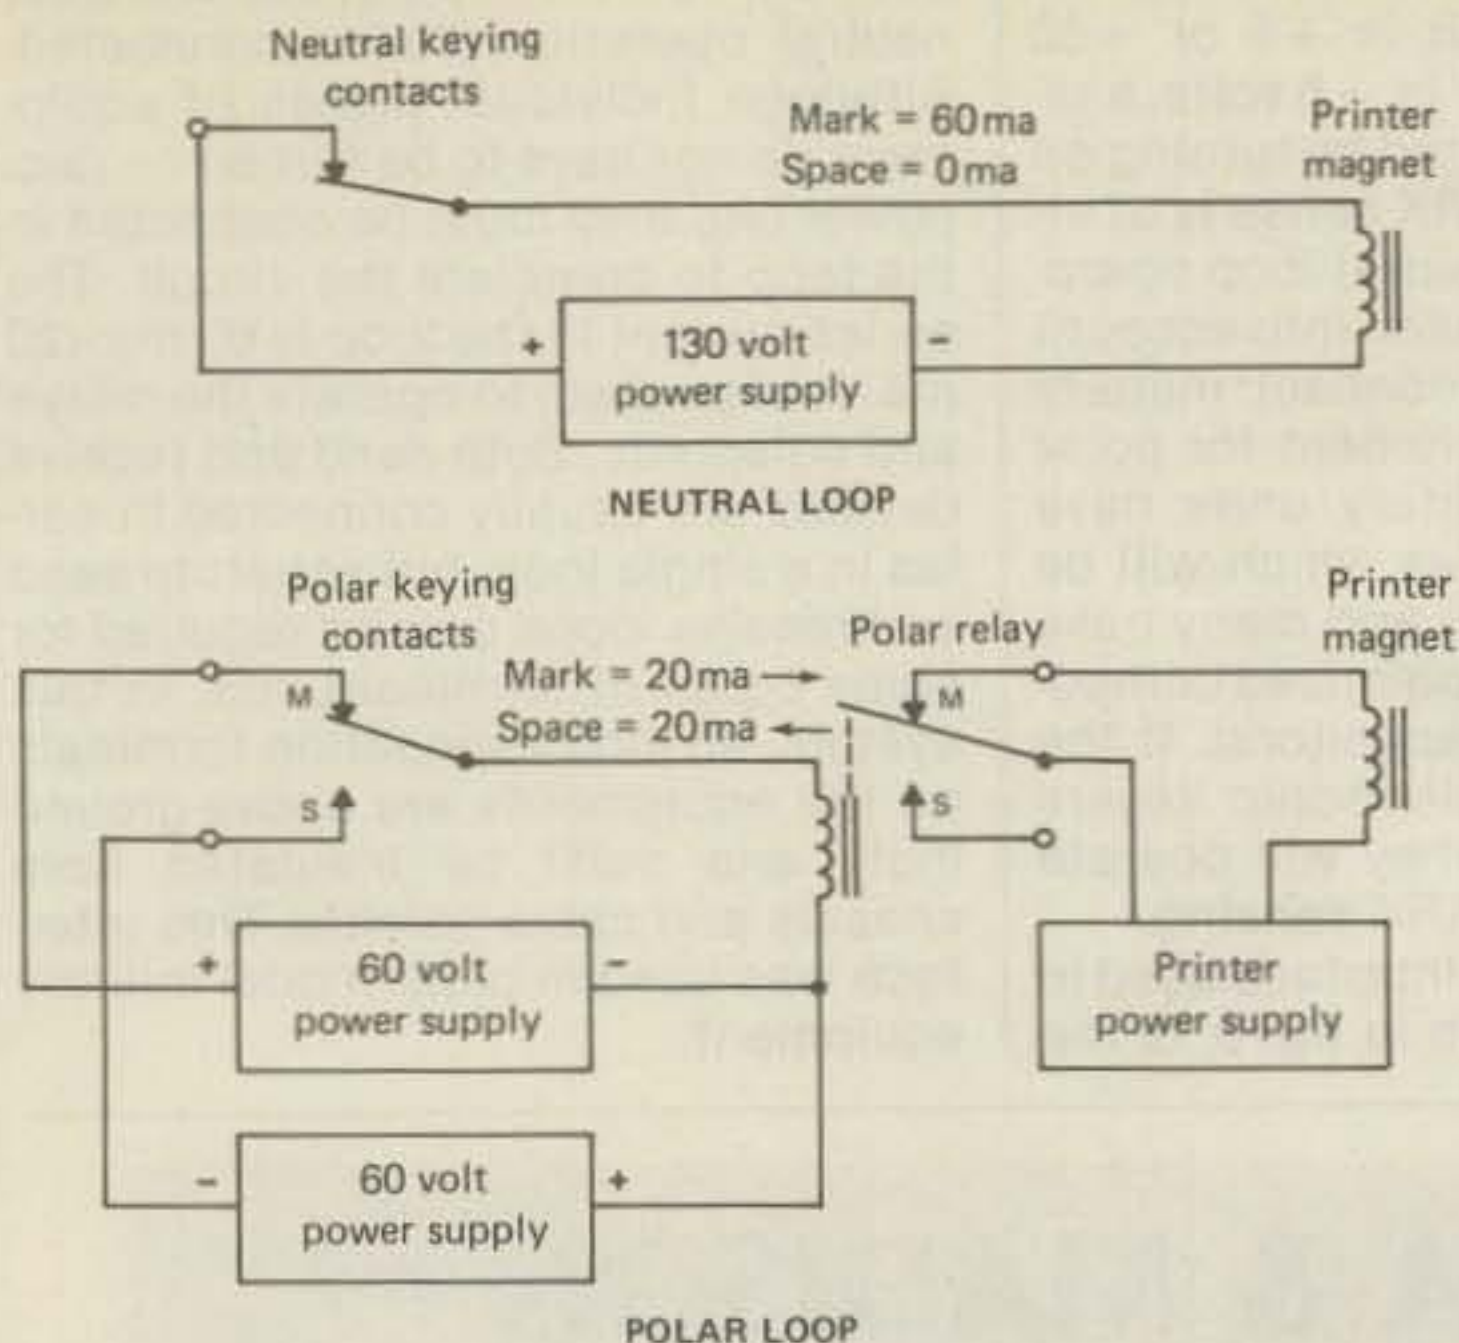 Neutral keying
contacts
Mark = 60ma
Space = 0ma
Printer
magnet
+
130 volt
power supply
-
NEUTRAL LOOP
Polar keying
contacts
M
S
Mark = 20ma →
Space = 20ma ←
Polar relay
M
S
Printer
magnet
+
60 volt
power supply
-
Printer
power supply
-
60 volt
power supply
+
POLAR LOOP